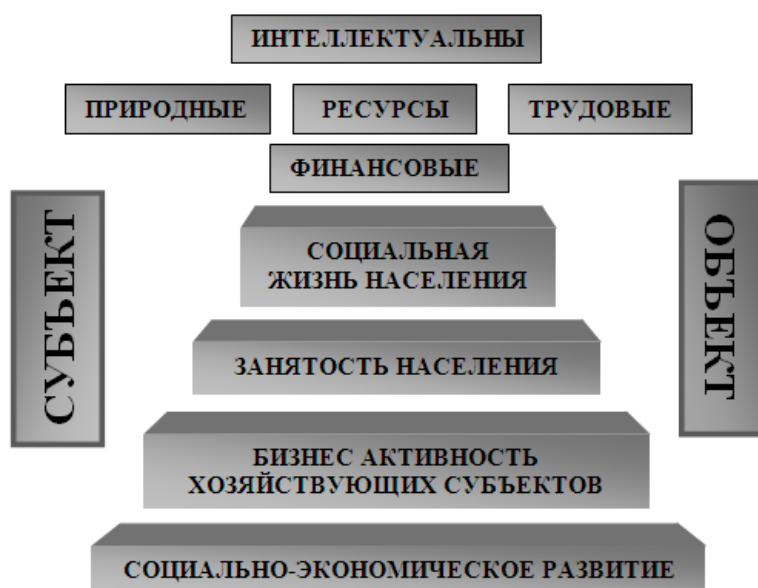 ИНТЕЛЛЕКТУАЛЬНЫ
ПРИРОДНЫЕ
РЕСУРСЫ
ТРУДОВЫЕ
ФИНАНСОВЫЕ
СУБЪЕКТ
ОБЪЕКТ
СОЦИАЛЬНАЯ
ЖИЗНЬ НАСЕЛЕНИЯ
ЗАНЯТОСТЬ НАСЕЛЕНИЯ
БИЗНЕС АКТИВНОСТЬ
ХОЗЯЙСТВУЮЩИХ СУБЪЕКТОВ
СОЦИАЛЬНО-ЭКОНОМИЧЕСКОЕ РАЗВИТИЕ